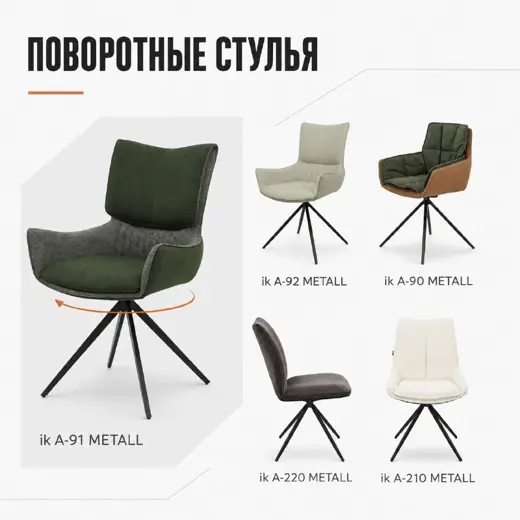 ПОВОРОТНЫЕ СТУЛЬЯ
ik A-92 METALL
ik A-90 METALL
ik A-91 METALL
ik A-220 METALL
ik A-210 METALL